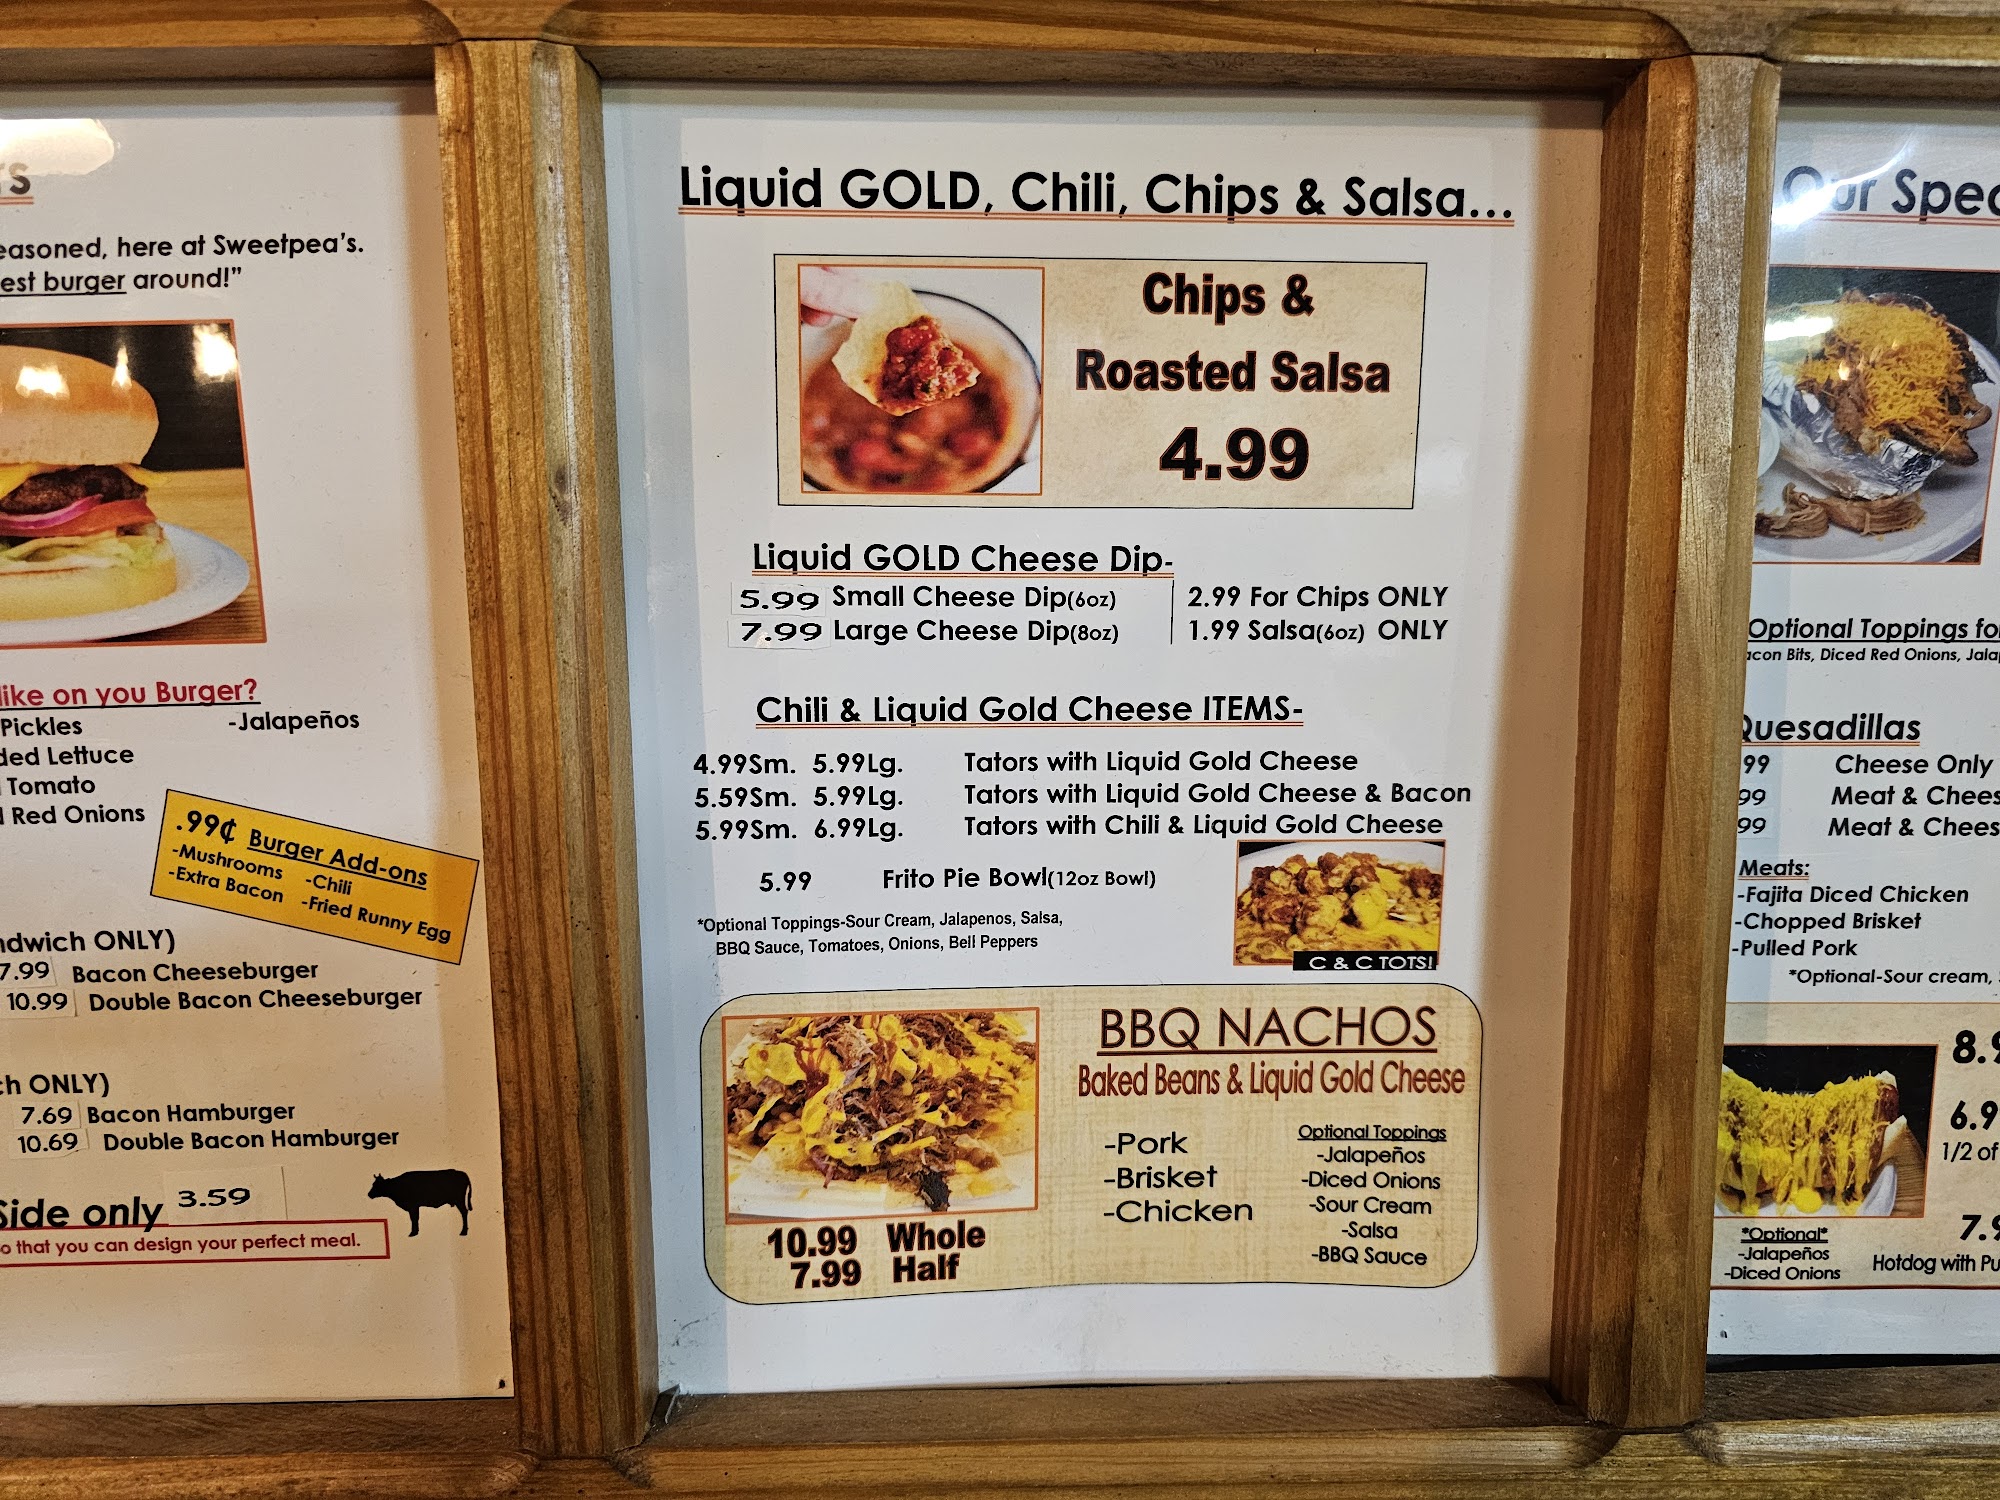 easoned, here at Sweetpea's.
est burger around!"
like on you Burger?
Pickles -Jalapeños
ded Lettuce
Tomato
Red Onions
.99¢ Burger Add-ons
-Mushrooms -Chili
-Extra Bacon -Fried Runny Egg
ndwich ONLY)
7.99 Bacon Cheeseburger
10.99 Double Bacon Cheeseburger
ch ONLY)
7.69 Bacon Hamburger
10.69 Double Bacon Hamburger
Side only 3.59
o that you can design your perfect meal.
Liquid GOLD, Chili, Chips & Salsa...
Chips &
Roasted Salsa
4.99
Liquid GOLD Cheese Dip-
5.99 Small Cheese Dip(6oz) 2.99 For Chips ONLY
7.99 Large Cheese Dip(8oz) 1.99 Salsa(6oz) ONLY
Chili & Liquid Gold Cheese ITEMS-
4.99Sm. 5.99Lg. Tators with Liquid Gold Cheese
5.59Sm. 5.99Lg. Tators with Liquid Gold Cheese & Bacon
5.99Sm. 6.99Lg. Tators with Chili & Liquid Gold Cheese
5.99 Frito Pie Bowl(12oz Bowl)
*Optional Toppings-Sour Cream, Jalapenos, Salsa,
BBQ Sauce, Tomatoes, Onions, Bell Peppers
C & C TOTS!
BBQ NACHOS
Baked Beans & Liquid Gold Cheese
-Pork
-Brisket
-Chicken
Optional Toppings
-Jalapeños
-Diced Onions
-Sour Cream
-Salsa
-BBQ Sauce
10.99 Whole
7.99 Half
Our Spec
Optional Toppings fo
acon Bits, Diced Red Onions, Jala
Quesadillas
99 Cheese Only
99 Meat & Chees
99 Meat & Chees
Meats:
-Fajita Diced Chicken
-Chopped Brisket
-Pulled Pork
*Optional-Sour cream,
8.9
6.9
1/2 of
7.9
*Optional*
-Jalapeños
-Diced Onions
Hotdog with Pu